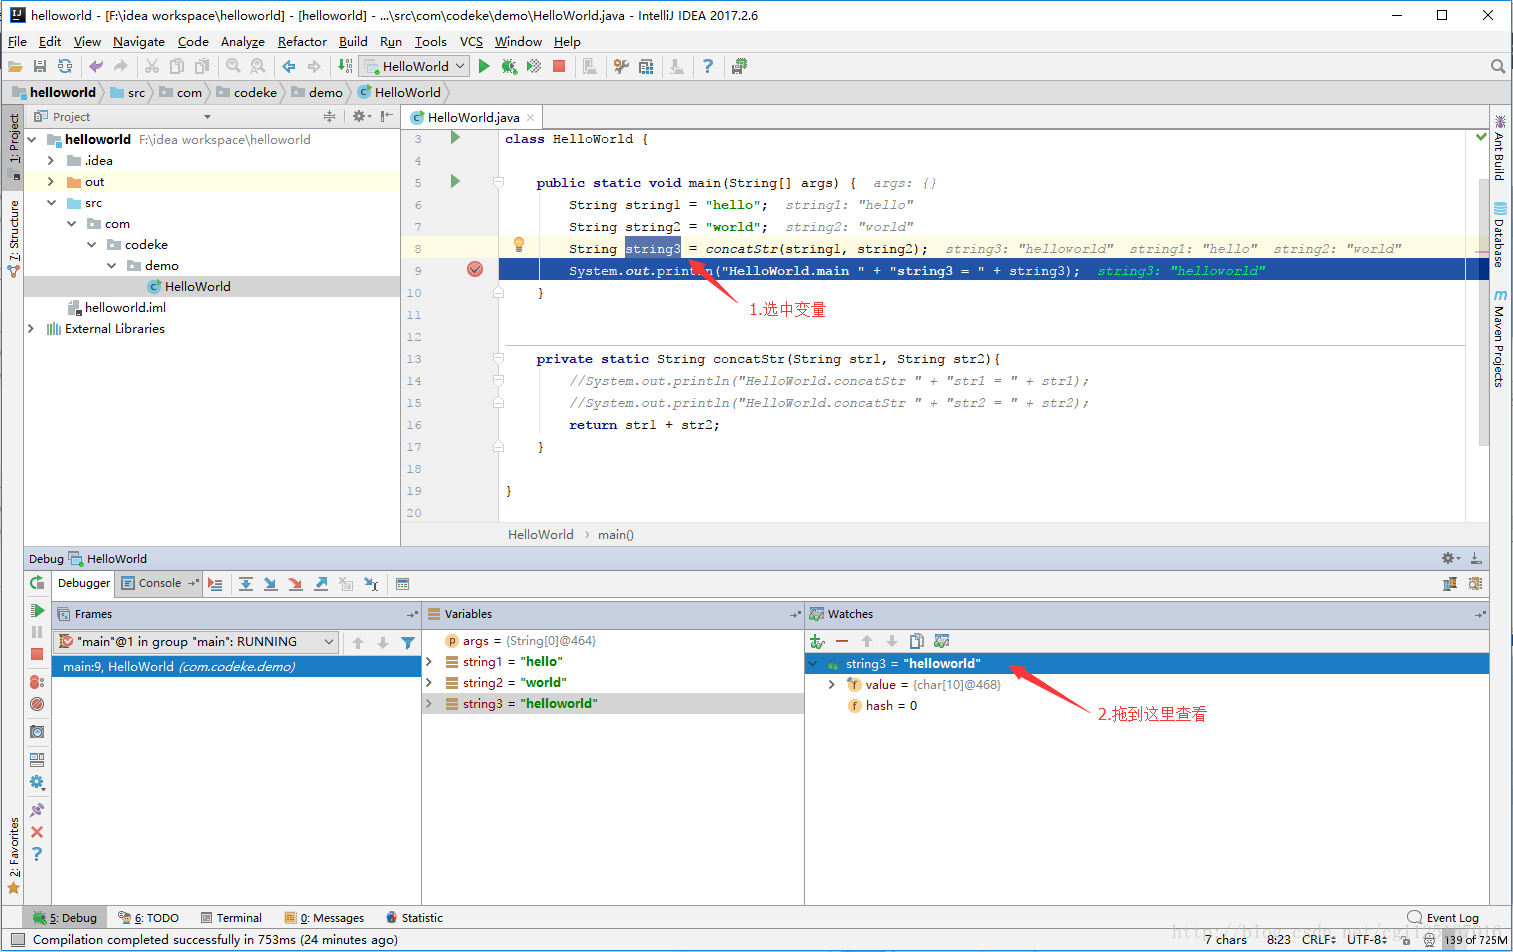 helloworld - [F:\idea workspace\helloworld] - [helloworld] - ...\src\com\codeke\demo\HelloWorld.java - IntelliJ IDEA 2017.2.6
File Edit View Navigate Code Analyze Refactor Build Run Tools VCS Window Help
HelloWorld
helloworld src com codeke demo HelloWorld
1: Project
7: Structure
2: Favorites
Project
helloworld F:\idea workspace\helloworld
.idea
out
src
com
codeke
demo
HelloWorld
helloworld.iml
External Libraries
HelloWorld.java
3 class HelloWorld {
4
5 public static void main(String[] args) { args: {}
6 String string1 = "hello"; string1: "hello"
7 String string2 = "world"; string2: "world"
8 String string3 = concatStr(string1, string2); string3: "helloworld" string1: "hello" string2: "world"
9 System.out.println("HelloWorld.main " + "string3 = " + string3); string3: "helloworld"
10 }
1.选中变量
11
12
13 private static String concatStr(String str1, String str2){
14 //System.out.println("HelloWorld.concatStr " + "str1 = " + str1);
15 //System.out.println("HelloWorld.concatStr " + "str2 = " + str2);
16 return str1 + str2;
17 }
18
19 }
20
HelloWorld main()
Ant Build
Database
Maven Projects
Debug HelloWorld
Debugger Console
Frames
"main"@1 in group "main": RUNNING
main:9, HelloWorld (com.codeke.demo)
Variables
args = {String[0]@464}
string1 = "hello"
string2 = "world"
string3 = "helloworld"
Watches
string3 = "helloworld"
value = {char[10]@468}
hash = 0
2.拖到这里查看
5: Debug 6: TODO Terminal 0: Messages Statistic Event Log
Compilation completed successfully in 753ms (24 minutes ago) 7 chars 8:23 CRLF UTF-8 139 of 725M